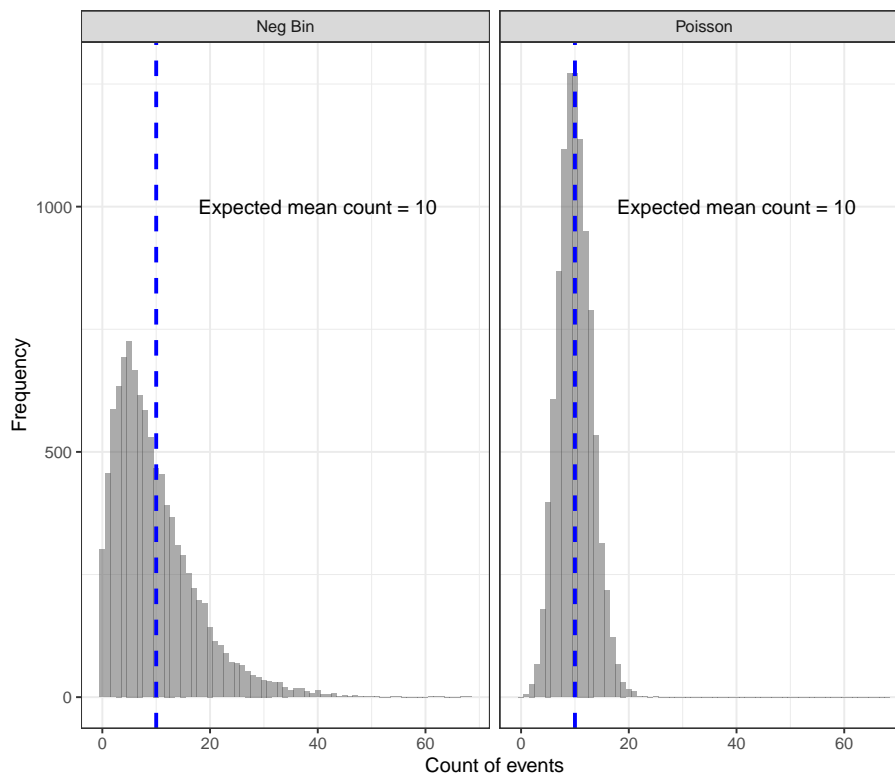 Neg Bin
Poisson
Expected mean count = 10
Expected mean count = 10
Frequency
1000
500
0
0
20
40
60
0
20
40
60
Count of events